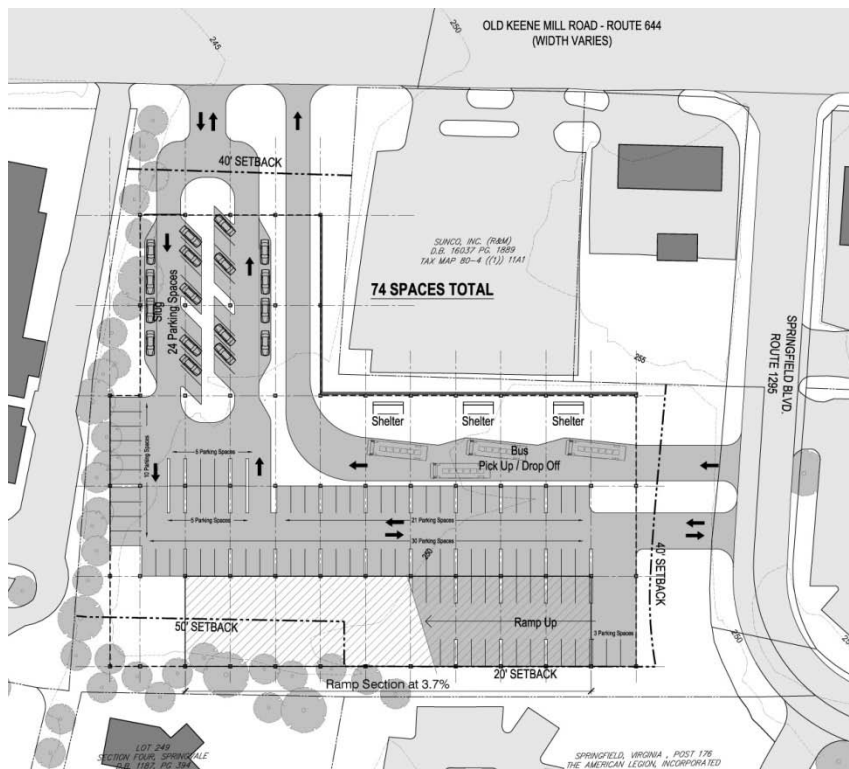 OLD KEENE MILL ROAD - ROUTE 644
(WIDTH VARIES)
245
250
40' SETBACK
SUNCO, INC. (R&M)
D.B. 16037 PG. 1889
TAX MAP 80-4 ((1)) 11A1
74 SPACES TOTAL
Slug
24 Parking Spaces
SPRINGFIELD BLVD.
ROUTE 1295
255
Shelter
Shelter
Shelter
Bus
Pick Up / Drop Off
10 Parking Spaces
5 Parking Spaces
5 Parking Spaces
21 Parking Spaces
30 Parking Spaces
250
40' SETBACK
50' SETBACK
Ramp Up
3 Parking Spaces
250
20' SETBACK
Ramp Section at 3.7%
LOT 249
SECTION FOUR, SPRINGVALE
D.B. 1187, PG. 394
SPRINGFIELD, VIRGINIA , POST 176
THE AMERICAN LEGION, INCORPORATED